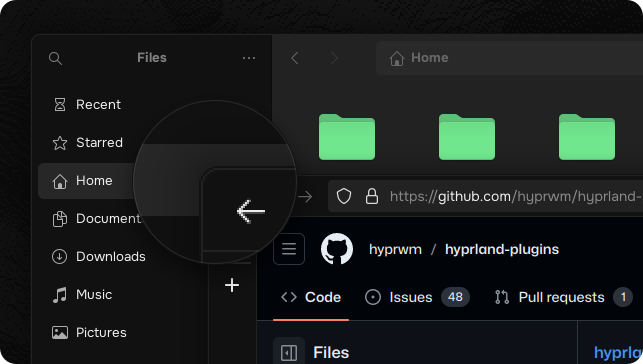 Files
Home
Recent
Starred
Home
Document
Downloads
Music
Pictures
https://github.com/hyprwm/hyprland-
hyprwm / hyprland-plugins
Code Issues 48 Pull requests 1
Files
hyprla